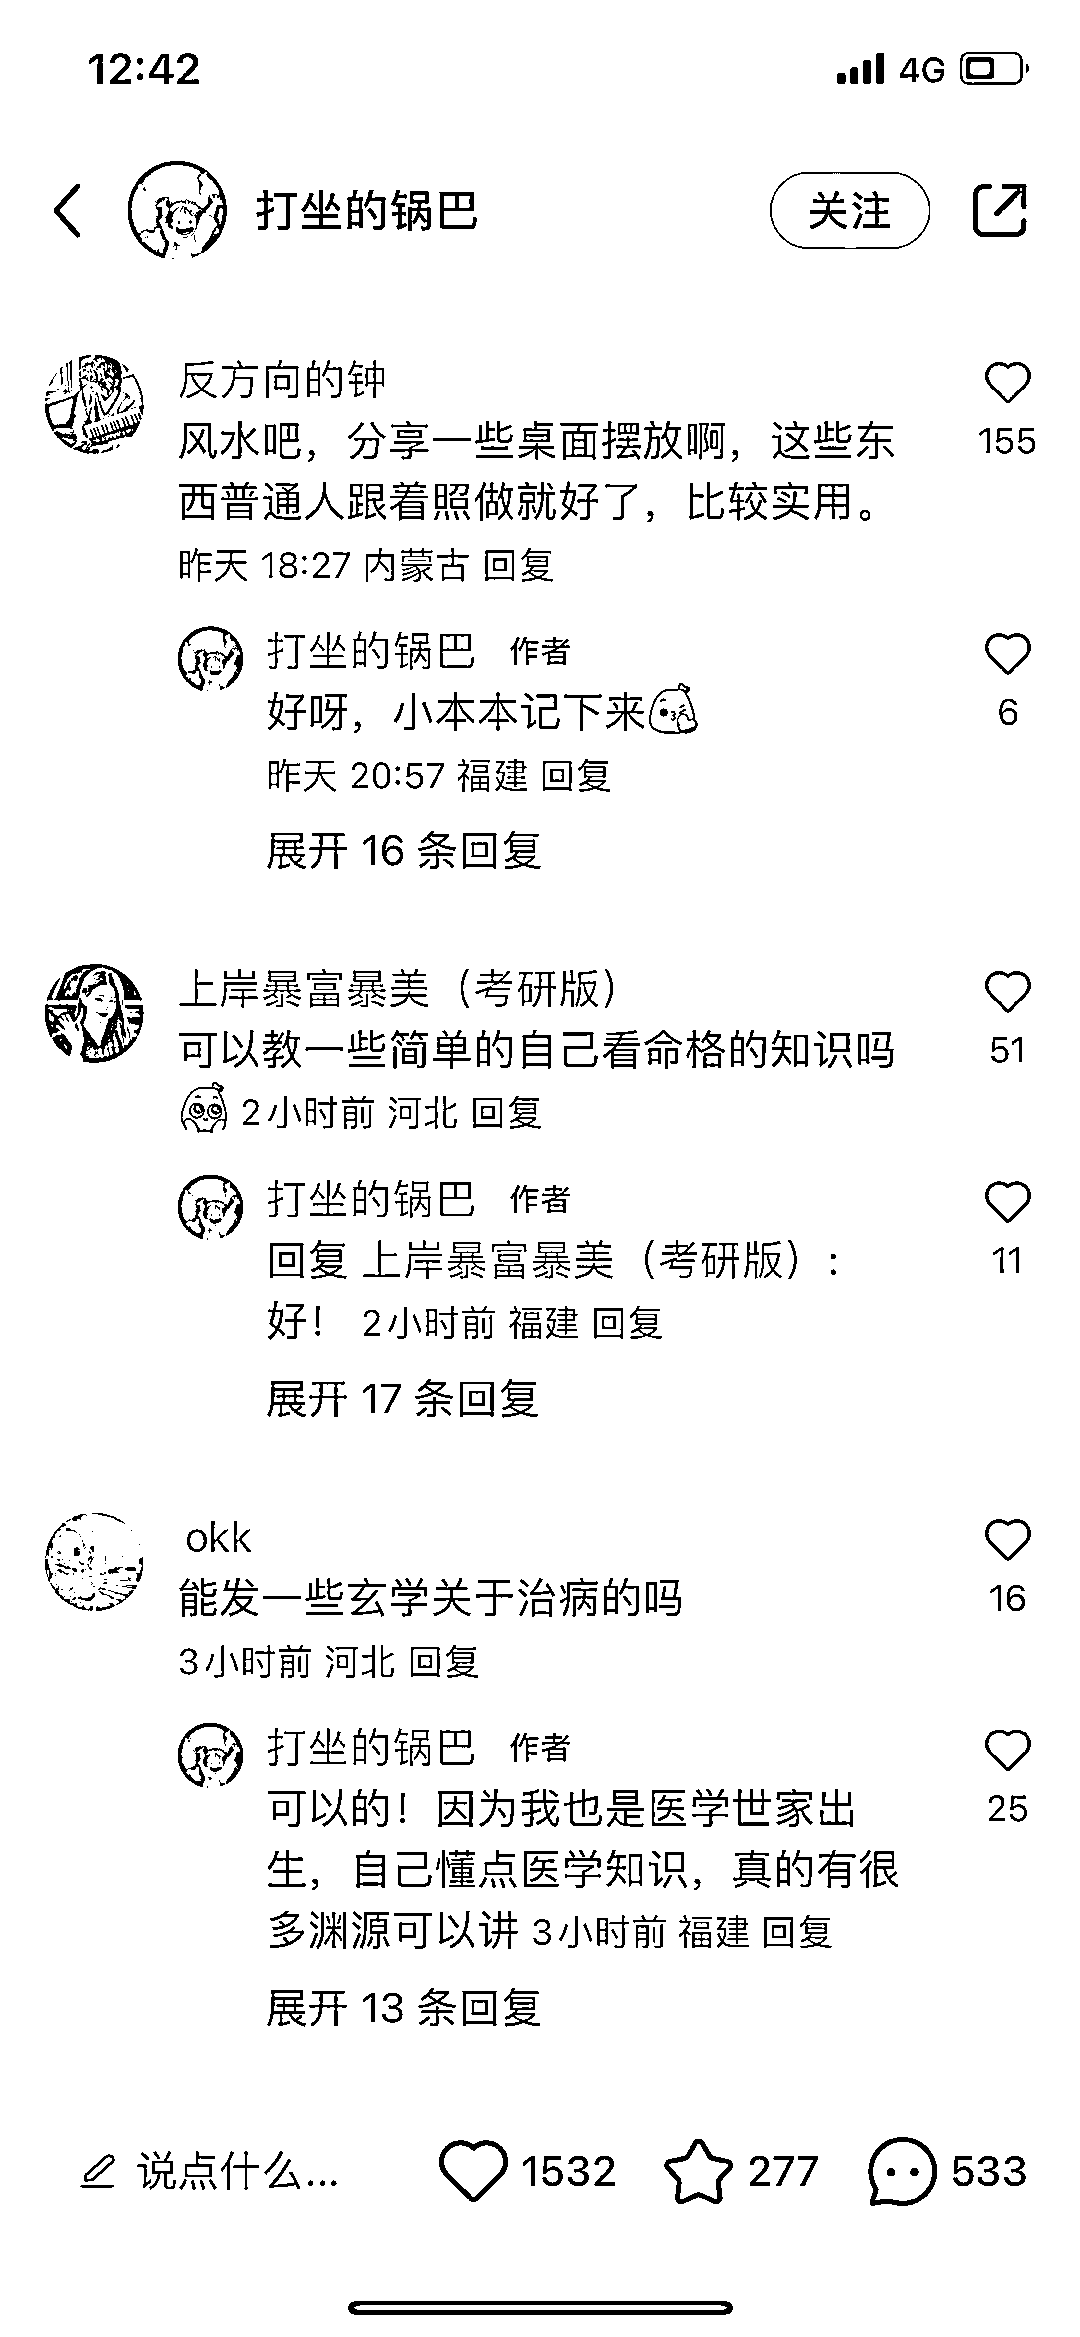 12:42 4G
打坐的锅巴 关注
反方向的钟
风水吧，分享一些桌面摆放啊，这些东
155
西普通人跟着照做就好了，比较实用。
昨天 18:27 内蒙古 回复
打坐的锅巴 作者
好呀，小本本记下来
6
昨天 20:57 福建 回复
展开 16 条回复
上岸暴富暴美（考研版）
可以教一些简单的自己看命格的知识吗
51
2小时前 河北 回复
打坐的锅巴 作者
回复 上岸暴富暴美（考研版）：
11
好！ 2小时前 福建 回复
展开 17 条回复
okk
能发一些玄学关于治病的吗
16
3小时前 河北 回复
打坐的锅巴 作者
可以的！因为我也是医学世家出
25
生，自己懂点医学知识，真的有很
多渊源可以讲 3小时前 福建 回复
展开 13 条回复
说点什么... 1532 277 533